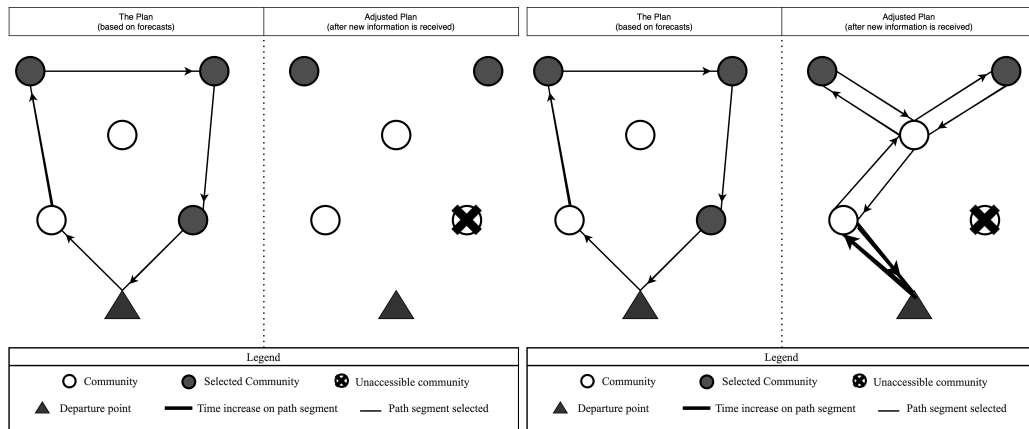 The Plan
(based on forecasts)
Adjusted Plan
(after new information is received)
The Plan
(based on forecasts)
Adjusted Plan
(after new information is received)
Legend
Community
Selected Community
Unaccessible community
Departure point
Time increase on path segment
Path segment selected
Legend
Community
Selected Community
Unaccessible community
Departure point
Time increase on path segment
Path segment selected